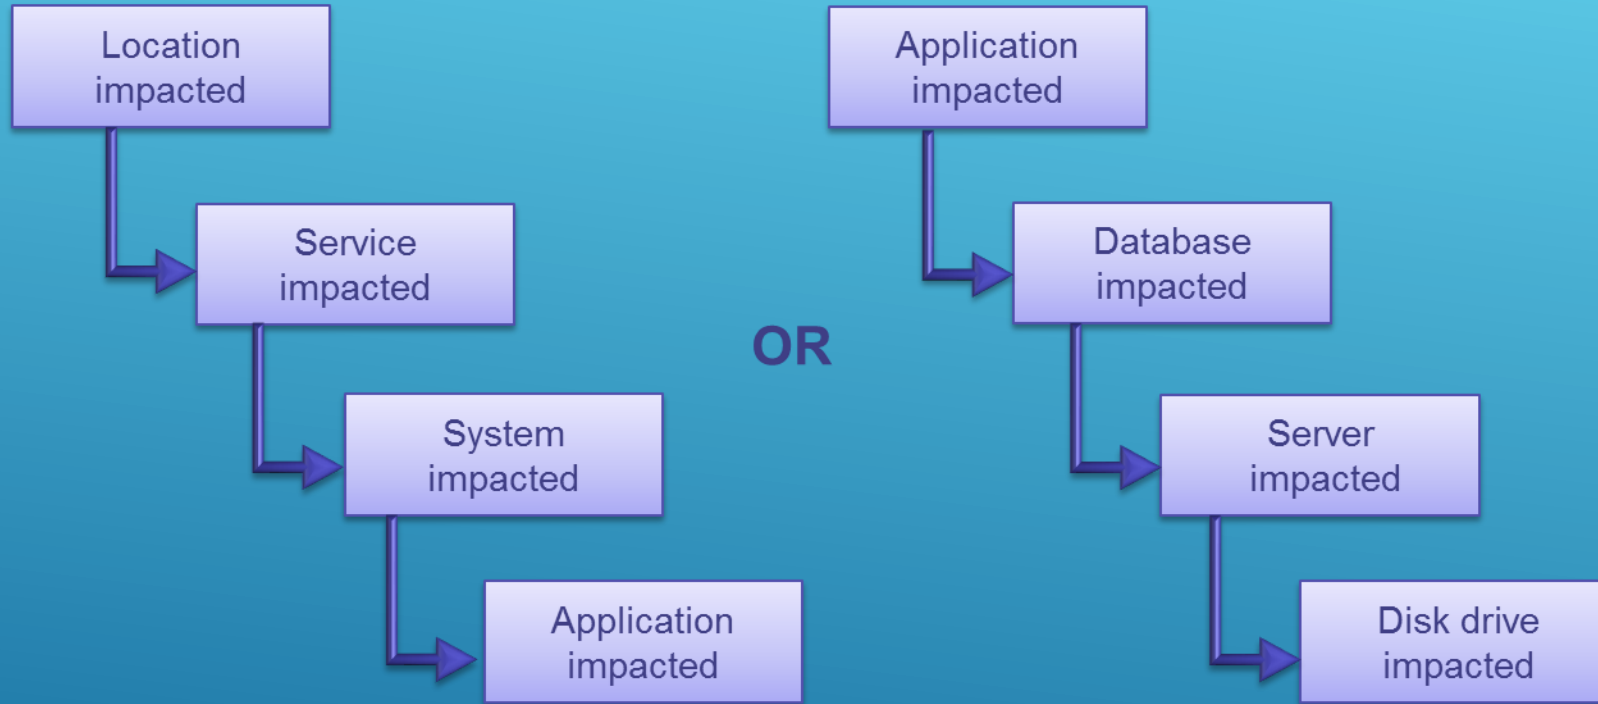 Location
impacted
Service
impacted
System
impacted
Application
impacted
OR
Application
impacted
Database
impacted
Server
impacted
Disk drive
impacted